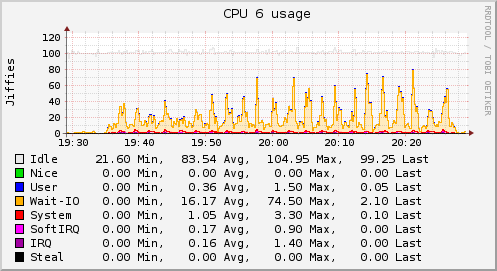 CPU 6 usage
RRDTOOL / TOBI OETIKER
Jiffies
120
100
80
60
40
20
0
19:30 19:40 19:50 20:00 20:10 20:20
Idle 21.60 Min, 83.54 Avg, 104.95 Max, 99.25 Last
Nice 0.00 Min, 0.00 Avg, 0.00 Max, 0.00 Last
User 0.00 Min, 0.36 Avg, 1.50 Max, 0.05 Last
Wait-IO 0.00 Min, 16.17 Avg, 74.50 Max, 2.10 Last
System 0.00 Min, 1.05 Avg, 3.30 Max, 0.10 Last
SoftIRQ 0.00 Min, 0.17 Avg, 0.90 Max, 0.00 Last
IRQ 0.00 Min, 0.16 Avg, 1.40 Max, 0.00 Last
Steal 0.00 Min, 0.00 Avg, 0.00 Max, 0.00 Last